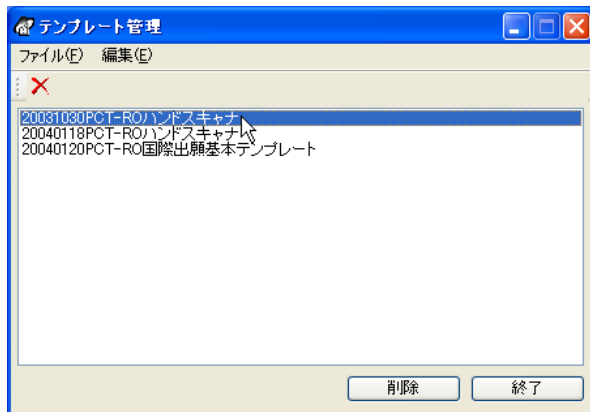 テンプレート管理
ファイル(F) 編集(E)
20031030PCT-ROハンドスキャナ
20040118PCT-ROハンドスキャナ
20040120PCT-RO国際出願基本テンプレート
削除 終了